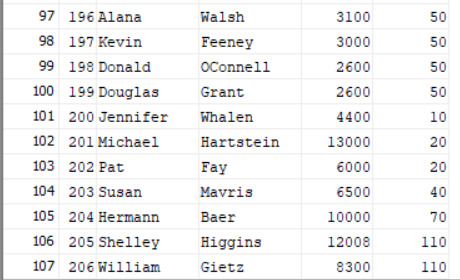 97 196 Alana Walsh 3100 50
98 197 Kevin Feeney 3000 50
99 198 Donald OConnell 2600 50
100 199 Douglas Grant 2600 50
101 200 Jennifer Whalen 4400 10
102 201 Michael Hartstein 13000 20
103 202 Pat Fay 6000 20
104 203 Susan Mavris 6500 40
105 204 Hermann Baer 10000 70
106 205 Shelley Higgins 12008 110
107 206 William Gietz 8300 110